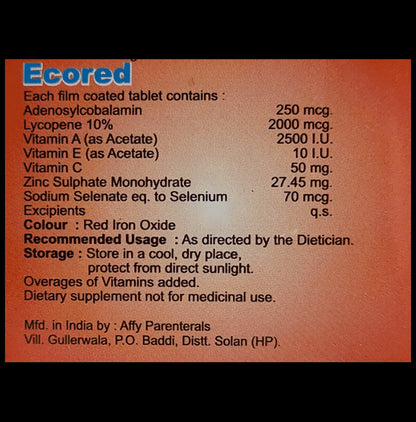 Ecored
Each film coated tablet contains :
Adenosylcobalamin 250 mcg.
Lycopene 10% 2000 mcg.
Vitamin A (as Acetate) 2500 I.U.
Vitamin E (as Acetate) 10 I.U.
Vitamin C 50 mg.
Zinc Sulphate Monohydrate 27.45 mg.
Sodium Selenate eq. to Selenium 70 mcg.
Excipients q.s.
Colour : Red Iron Oxide
Recommended Usage : As directed by the Dietician.
Storage : Store in a cool, dry place,
protect from direct sunlight.
Overages of Vitamins added.
Dietary supplement not for medicinal use.
Mfd. in India by : Affy Parenterals
Vill. Gullerwala, P.O. Baddi, Distt. Solan (HP).